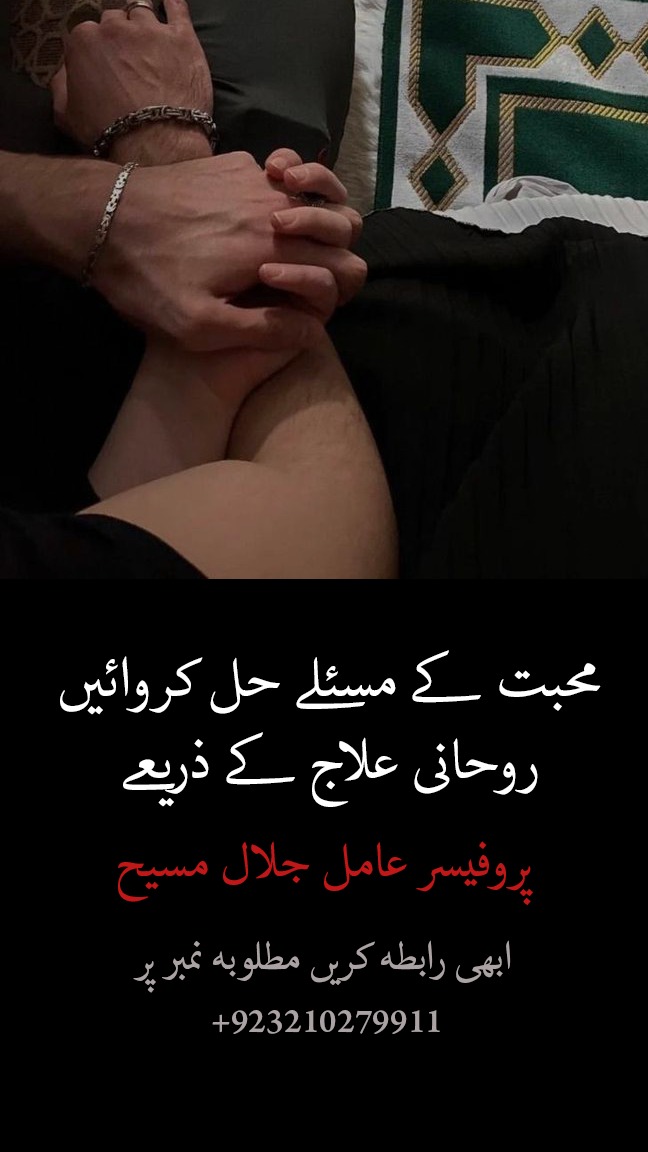 محبت کے مسئلے حل کروائیں
روحانی علاج کے ذریعے
پروفیسر عامل جلال مسیح
ابھی رابطہ کریں مطلوبہ نمبر پر
+923210279911